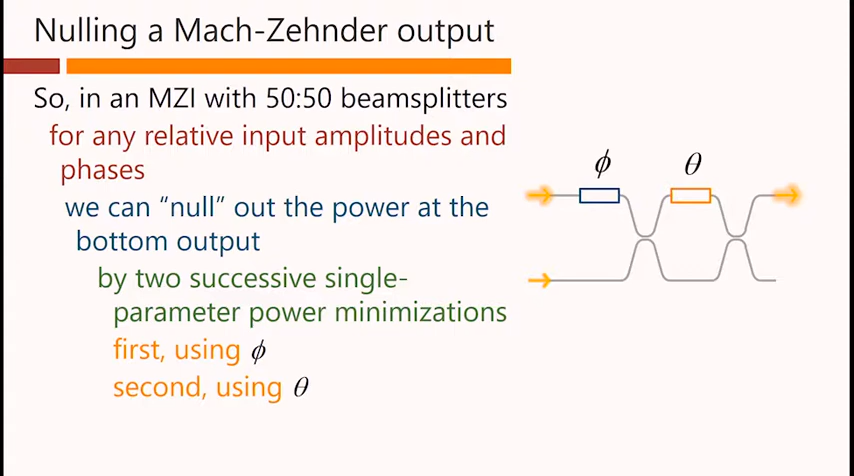 Nulling a Mach-Zehnder output
So, in an MZI with 50:50 beamsplitters
for any relative input amplitudes and
phases
we can “null” out the power at the
bottom output
by two successive single-
parameter power minimizations
first, using ϕ
second, using θ
ϕ
θ